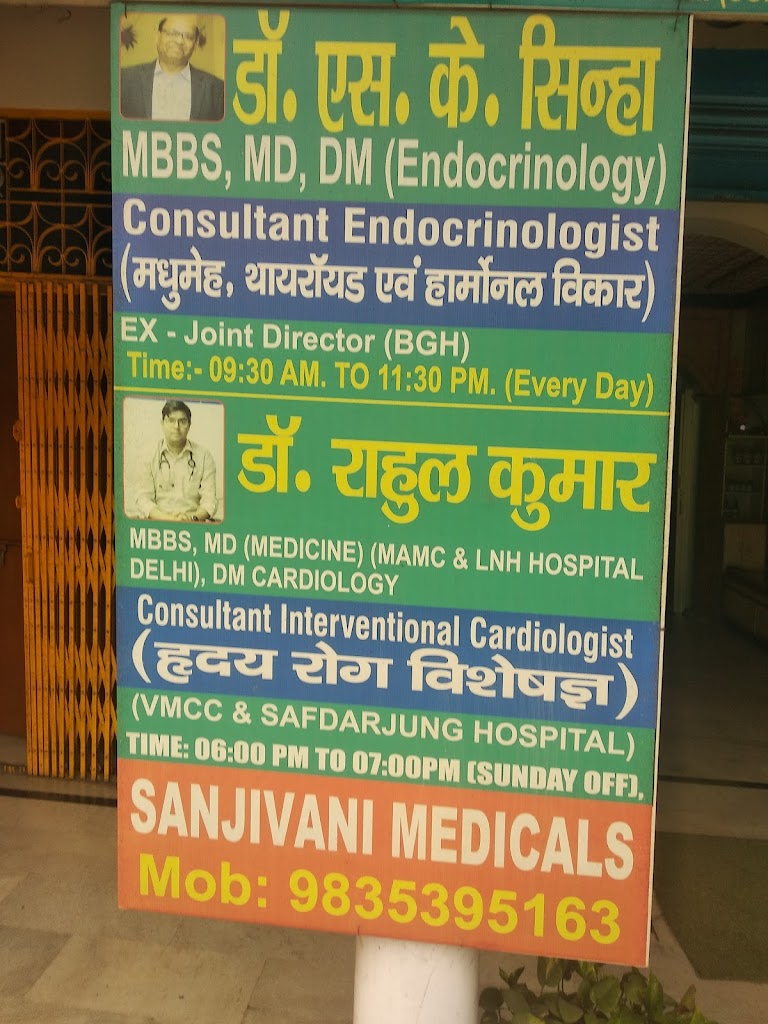 डॉ. एस. के. सिन्हा
MBBS, MD, DM (Endocrinology)
Consultant Endocrinologist
(मधुमेह, थायरॉयड एवं हार्मोनल विकार)
EX - Joint Director (BGH)
Time:- 09:30 AM. TO 11:30 PM. (Every Day)
डॉ. राहुल कुमार
MBBS, MD (MEDICINE) (MAMC & LNH HOSPITAL
DELHI), DM CARDIOLOGY
Consultant Interventional Cardiologist
(हृदय रोग विशेषज्ञ)
(VMCC & SAFDARJUNG HOSPITAL)
TIME: 06:00 PM TO 07:00PM (SUNDAY OFF),
SANJIVANI MEDICALS
Mob: 9835395163